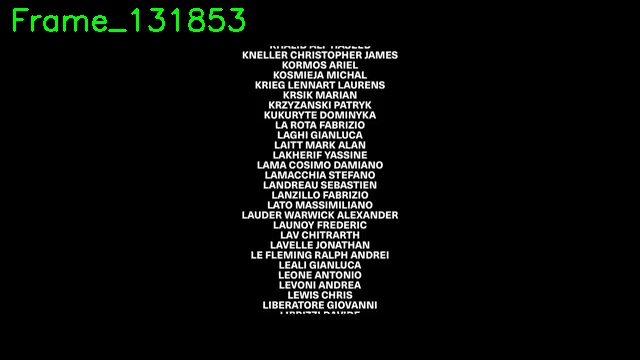 Frame_131853
KNELLER CHRISTOPHER JAMES
KORMOS ARIEL
KOSMIEJA MICHAL
KRIEG LENNART LAURENS
KRSIK MARIAN
KRZYZANSKI PATRYK
KUKURYTE DOMINYKA
LA ROTA FABRIZIO
LAGHI GIANLUCA
LAITT MARK ALAN
LAKHERIF YASSINE
LAMA COSIMO DAMIANO
LAMACCHIA STEFANO
LANDREAU SEBASTIEN
LANZILLO FABRIZIO
LATO MASSIMILIANO
LAUDER WARWICK ALEXANDER
LAUNOY FREDERIC
LAV CHITRARTH
LAVELLE JONATHAN
LE FLEMING RALPH ANDREI
LEALI GIANLUCA
LEONE ANTONIO
LEVONI ANDREA
LEWIS CHRIS
LIBERATORE GIOVANNI